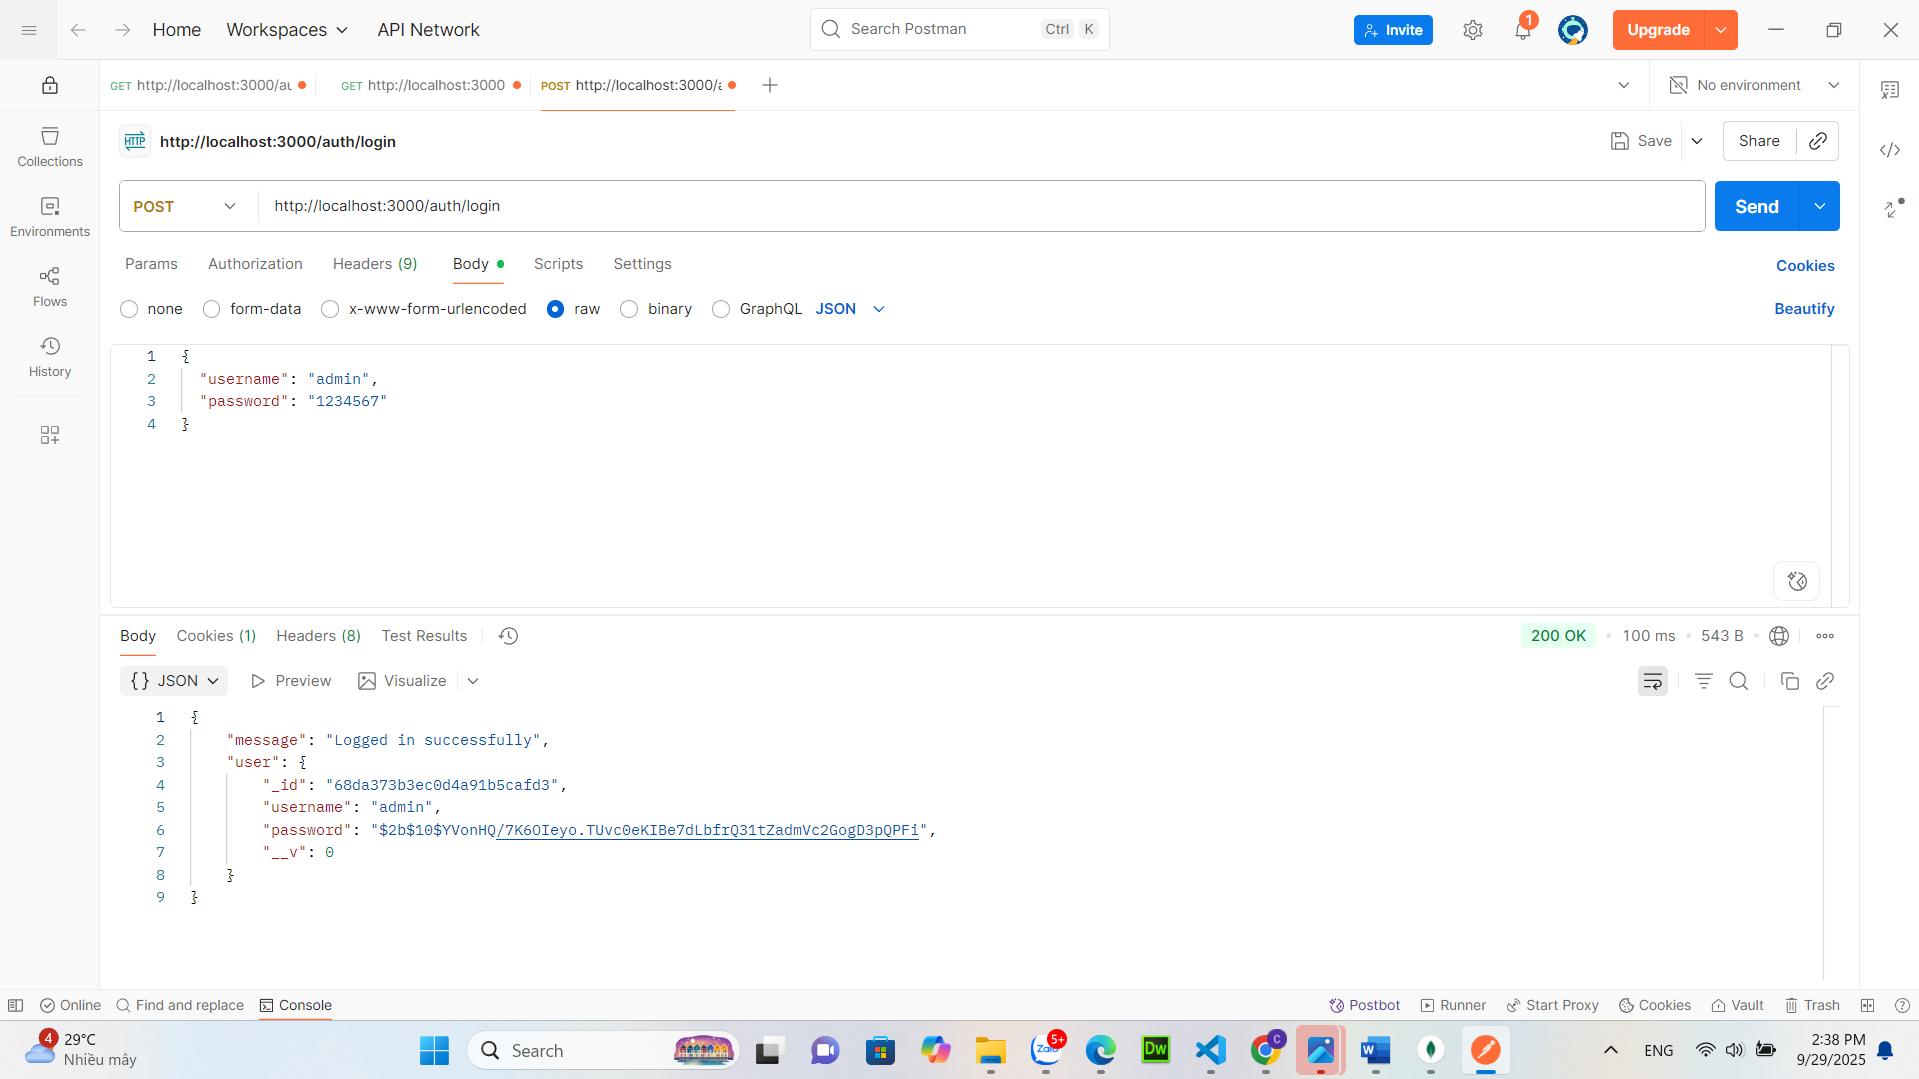 Home Workspaces API Network Search Postman Ctrl K Invite 1 Upgrade
GET http://localhost:3000/au GET http://localhost:3000 POST http://localhost:3000/a No environment
HTTP http://localhost:3000/auth/login Save Share
POST http://localhost:3000/auth/login Send
Params Authorization Headers (9) Body Scripts Settings Cookies
none form-data x-www-form-urlencoded raw binary GraphQL JSON Beautify
Collections
Environments
Flows
History
1 {
2 "username": "admin",
3 "password": "1234567"
4 }
Body Cookies (1) Headers (8) Test Results 200 OK • 100 ms • 543 B •
{} JSON Preview Visualize
1 {
2 "message": "Logged in successfully",
3 "user": {
4 "_id": "68da373b3ec0d4a91b5cafd3",
5 "username": "admin",
6 "password": "$2b$10$YVonHQ/7K6OIeyo.TUvc0eKIBe7dLbfrQ31tZadmVc2GogD3pQPFi",
7 "__v": 0
8 }
9 }
Online Find and replace Console Postbot Runner Start Proxy Cookies Vault Trash
4 29°C
Nhiều mây
Search
Zalo 5+ Dw C W
ENG
2:38 PM
9/29/2025